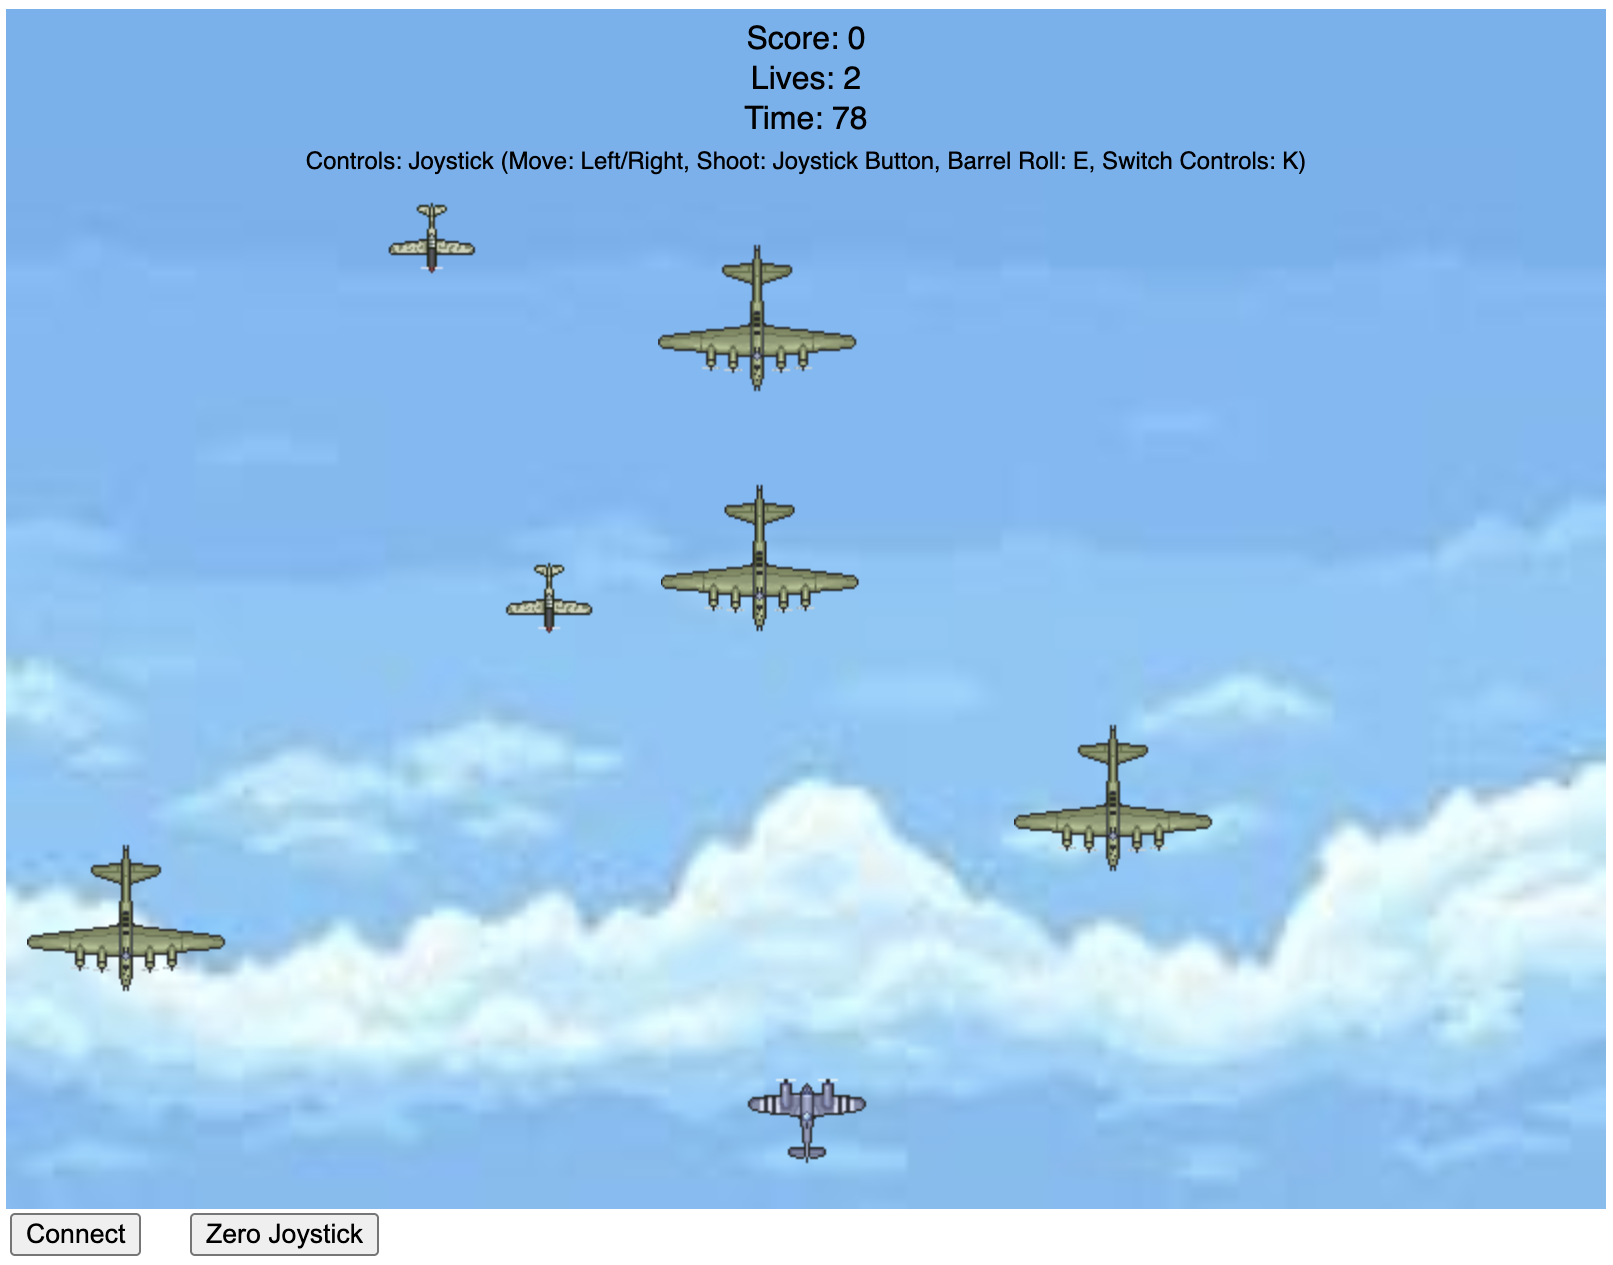 Score: 0
Lives: 2
Time: 78
Controls: Joystick (Move: Left/Right, Shoot: Joystick Button, Barrel Roll: E, Switch Controls: K)
Connect
Zero Joystick